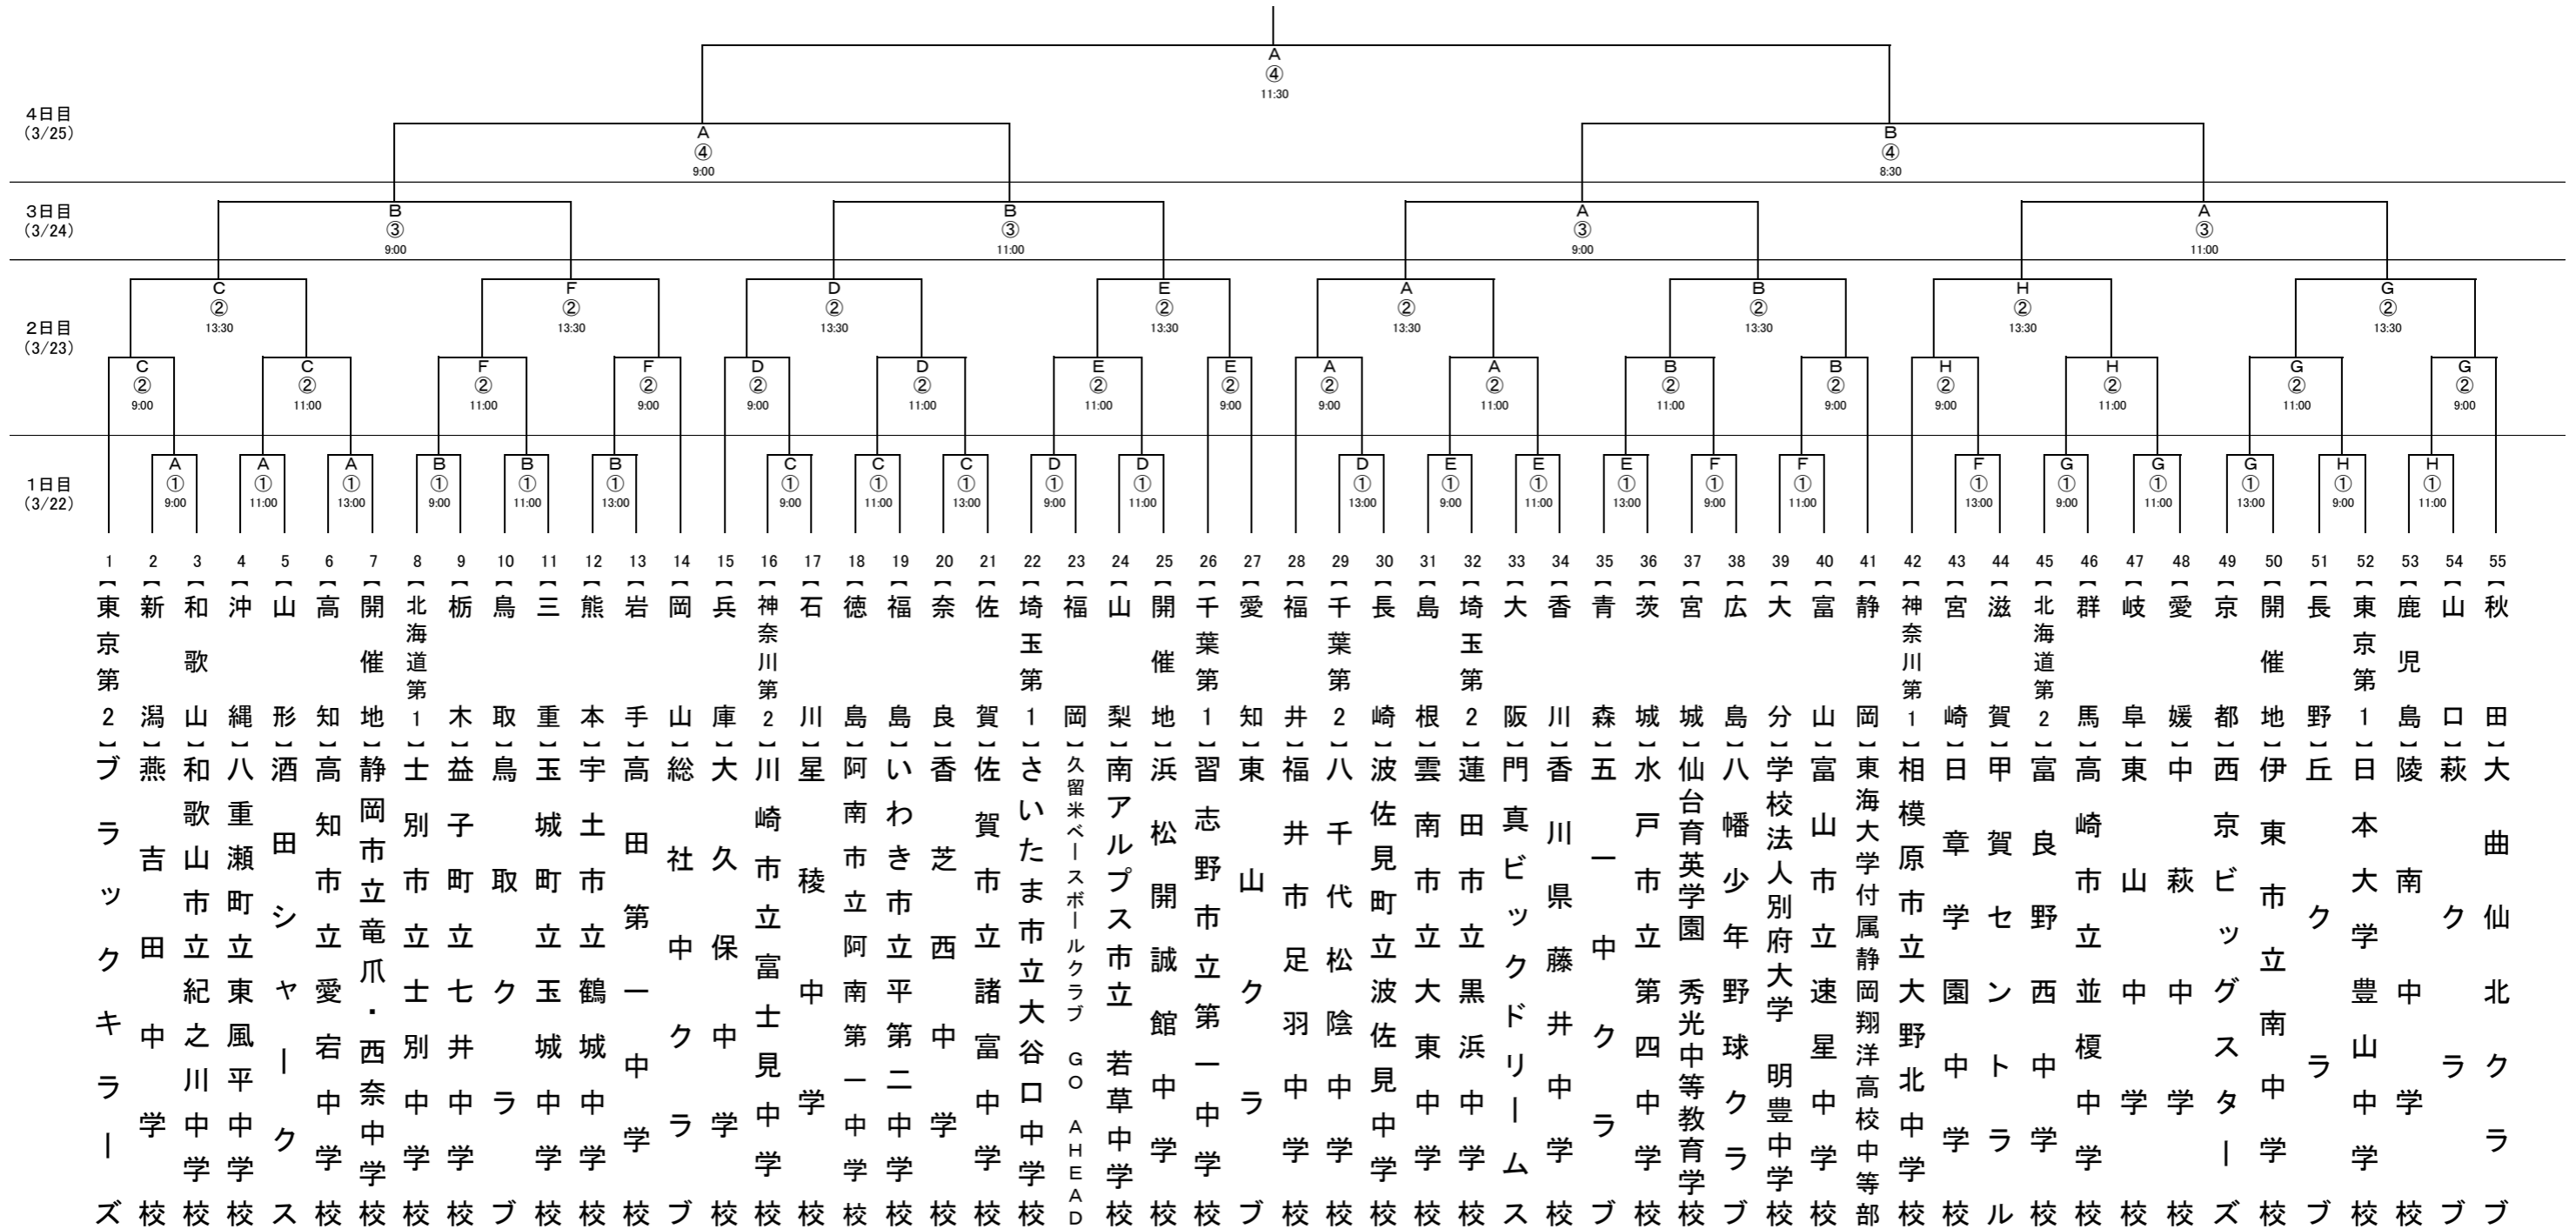 A
④
11:30
4日目
(3/25)
A
④
9:00
B
④
8:30
3日目
(3/24)
B
③
9:00
B
③
11:00
A
③
9:00
A
③
11:00
2日目
(3/23)
C
②
13:30
F
②
13:30
D
②
13:30
E
②
13:30
A
②
13:30
B
②
13:30
H
②
13:30
G
②
13:30
C
②
9:00
C
②
11:00
F
②
11:00
F
②
9:00
D
②
9:00
D
②
11:00
E
②
11:00
E
②
9:00
A
②
9:00
A
②
11:00
B
②
11:00
B
②
9:00
H
②
9:00
H
②
11:00
G
②
11:00
G
②
9:00
1日目
(3/22)
A
①
9:00
A
①
11:00
A
①
13:00
B
①
9:00
B
①
11:00
B
①
13:00
C
①
9:00
C
①
11:00
C
①
13:00
D
①
9:00
D
①
11:00
D
①
13:00
E
①
9:00
E
①
11:00
E
①
13:00
F
①
9:00
F
①
11:00
F
①
13:00
G
①
9:00
G
①
11:00
G
①
13:00
H
①
9:00
H
①
11:00
1【東京第2】ブラックキラーズ
2【新潟】燕吉田中学校
3【和歌山】和歌山市立紀之川中学校
4【沖縄】八重瀬町立東風平中学校
5【山形】酒田シャークス
6【高知】高知市立愛宕中学校
7【開催地】静岡市立竜爪・西奈中学校
8【北海道第1】士別市立士別中学校
9【栃木】益子町立七井中学校
10【鳥取】鳥取クラブ
11【三重】玉城町立玉城中学校
12【熊本】宇土市立鶴城中学校
13【岩手】高田第一中学校
14【岡山】総社中クラブ
15【兵庫】大久保中学校
16【神奈川第2】川崎市立富士見中学校
17【石川】星稜中学校
18【徳島】阿南市立阿南第一中学校
19【福島】いわき市立平第二中学校
20【奈良】香芝西中学校
21【佐賀】佐賀市立諸富中学校
22【埼玉第1】さいたま市立大谷口中学校
23【福岡】久留米ベースボールクラブ GO AHEAD
24【山梨】南アルプス市立 若草中学校
25【開催地】浜松開誠館中学校
26【千葉第1】習志野市立第一中学校
27【愛知】東山クラブ
28【福井】福井市足羽中学校
29【千葉第2】八千代松陰中学校
30【長崎】波佐見町立波佐見中学校
31【島根】雲南市立大東中学校
32【埼玉第2】蓮田市立黒浜中学校
33【大阪】門真ビックドリームス
34【香川】香川県藤井中学校
35【青森】五一中クラブ
36【茨城】水戸市立第四中学校
37【宮城】仙台育英学園 秀光中等教育学校
38【広島】八幡少年野球クラブ
39【大分】学校法人別府大学 明豊中学校
40【富山】富山市立速星中学校
41【静岡】東海大学付属静岡翔洋高校中等部
42【神奈川第1】相模原市立大野北中学校
43【宮崎】日章学園中学校
44【滋賀】甲賀セントラル
45【北海道第2】富良野西中学校
46【群馬】高崎市立並榎中学校
47【岐阜】東山中学校
48【愛媛】中萩中学校
49【京都】西京ビッグスターズ
50【開催地】伊東市立南中学校
51【長野】丘クラブ
52【東京第1】日本大学豊山中学校
53【鹿児島】陵南中学校
54【山口】萩クラブ
55【秋田】大曲仙北クラブ